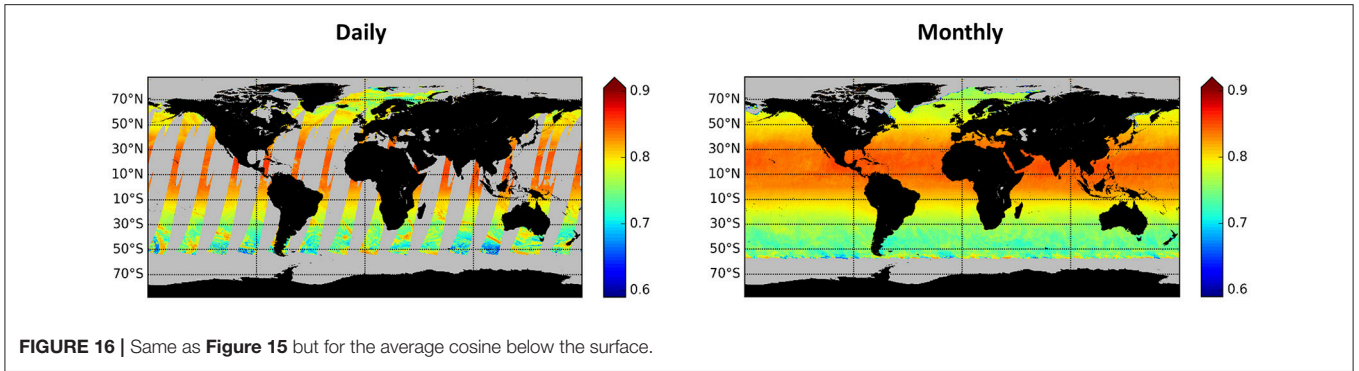 Daily
Monthly
70°N
50°N
30°N
10°N
10°S
30°S
50°S
70°S
0.9
0.8
0.7
0.6
70°N
50°N
30°N
10°N
10°S
30°S
50°S
70°S
0.9
0.8
0.7
0.6
FIGURE 16 | Same as Figure 15 but for the average cosine below the surface.